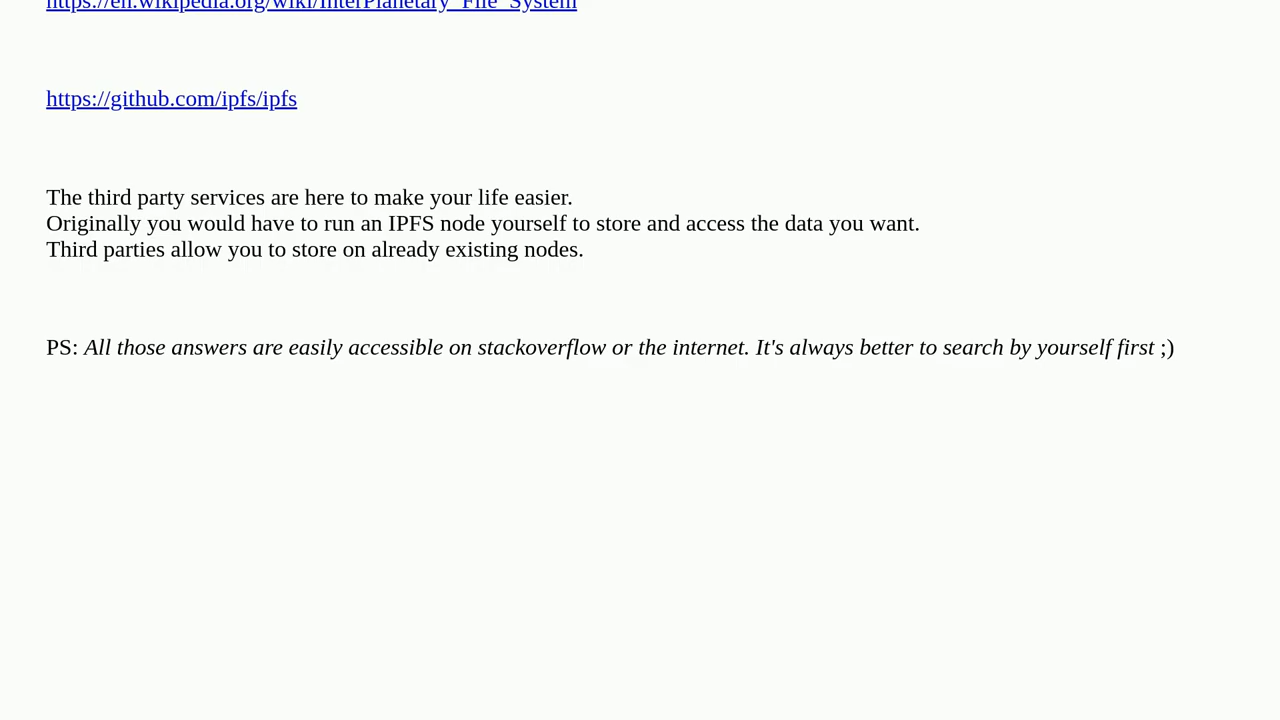 https://en.wikipedia.org/wiki/InterPlanetary_File_System
https://github.com/ipfs/ipfs
The third party services are here to make your life easier.
Originally you would have to run an IPFS node yourself to store and access the data you want.
Third parties allow you to store on already existing nodes.
PS: All those answers are easily accessible on stackoverflow or the internet. It's always better to search by yourself first ;)